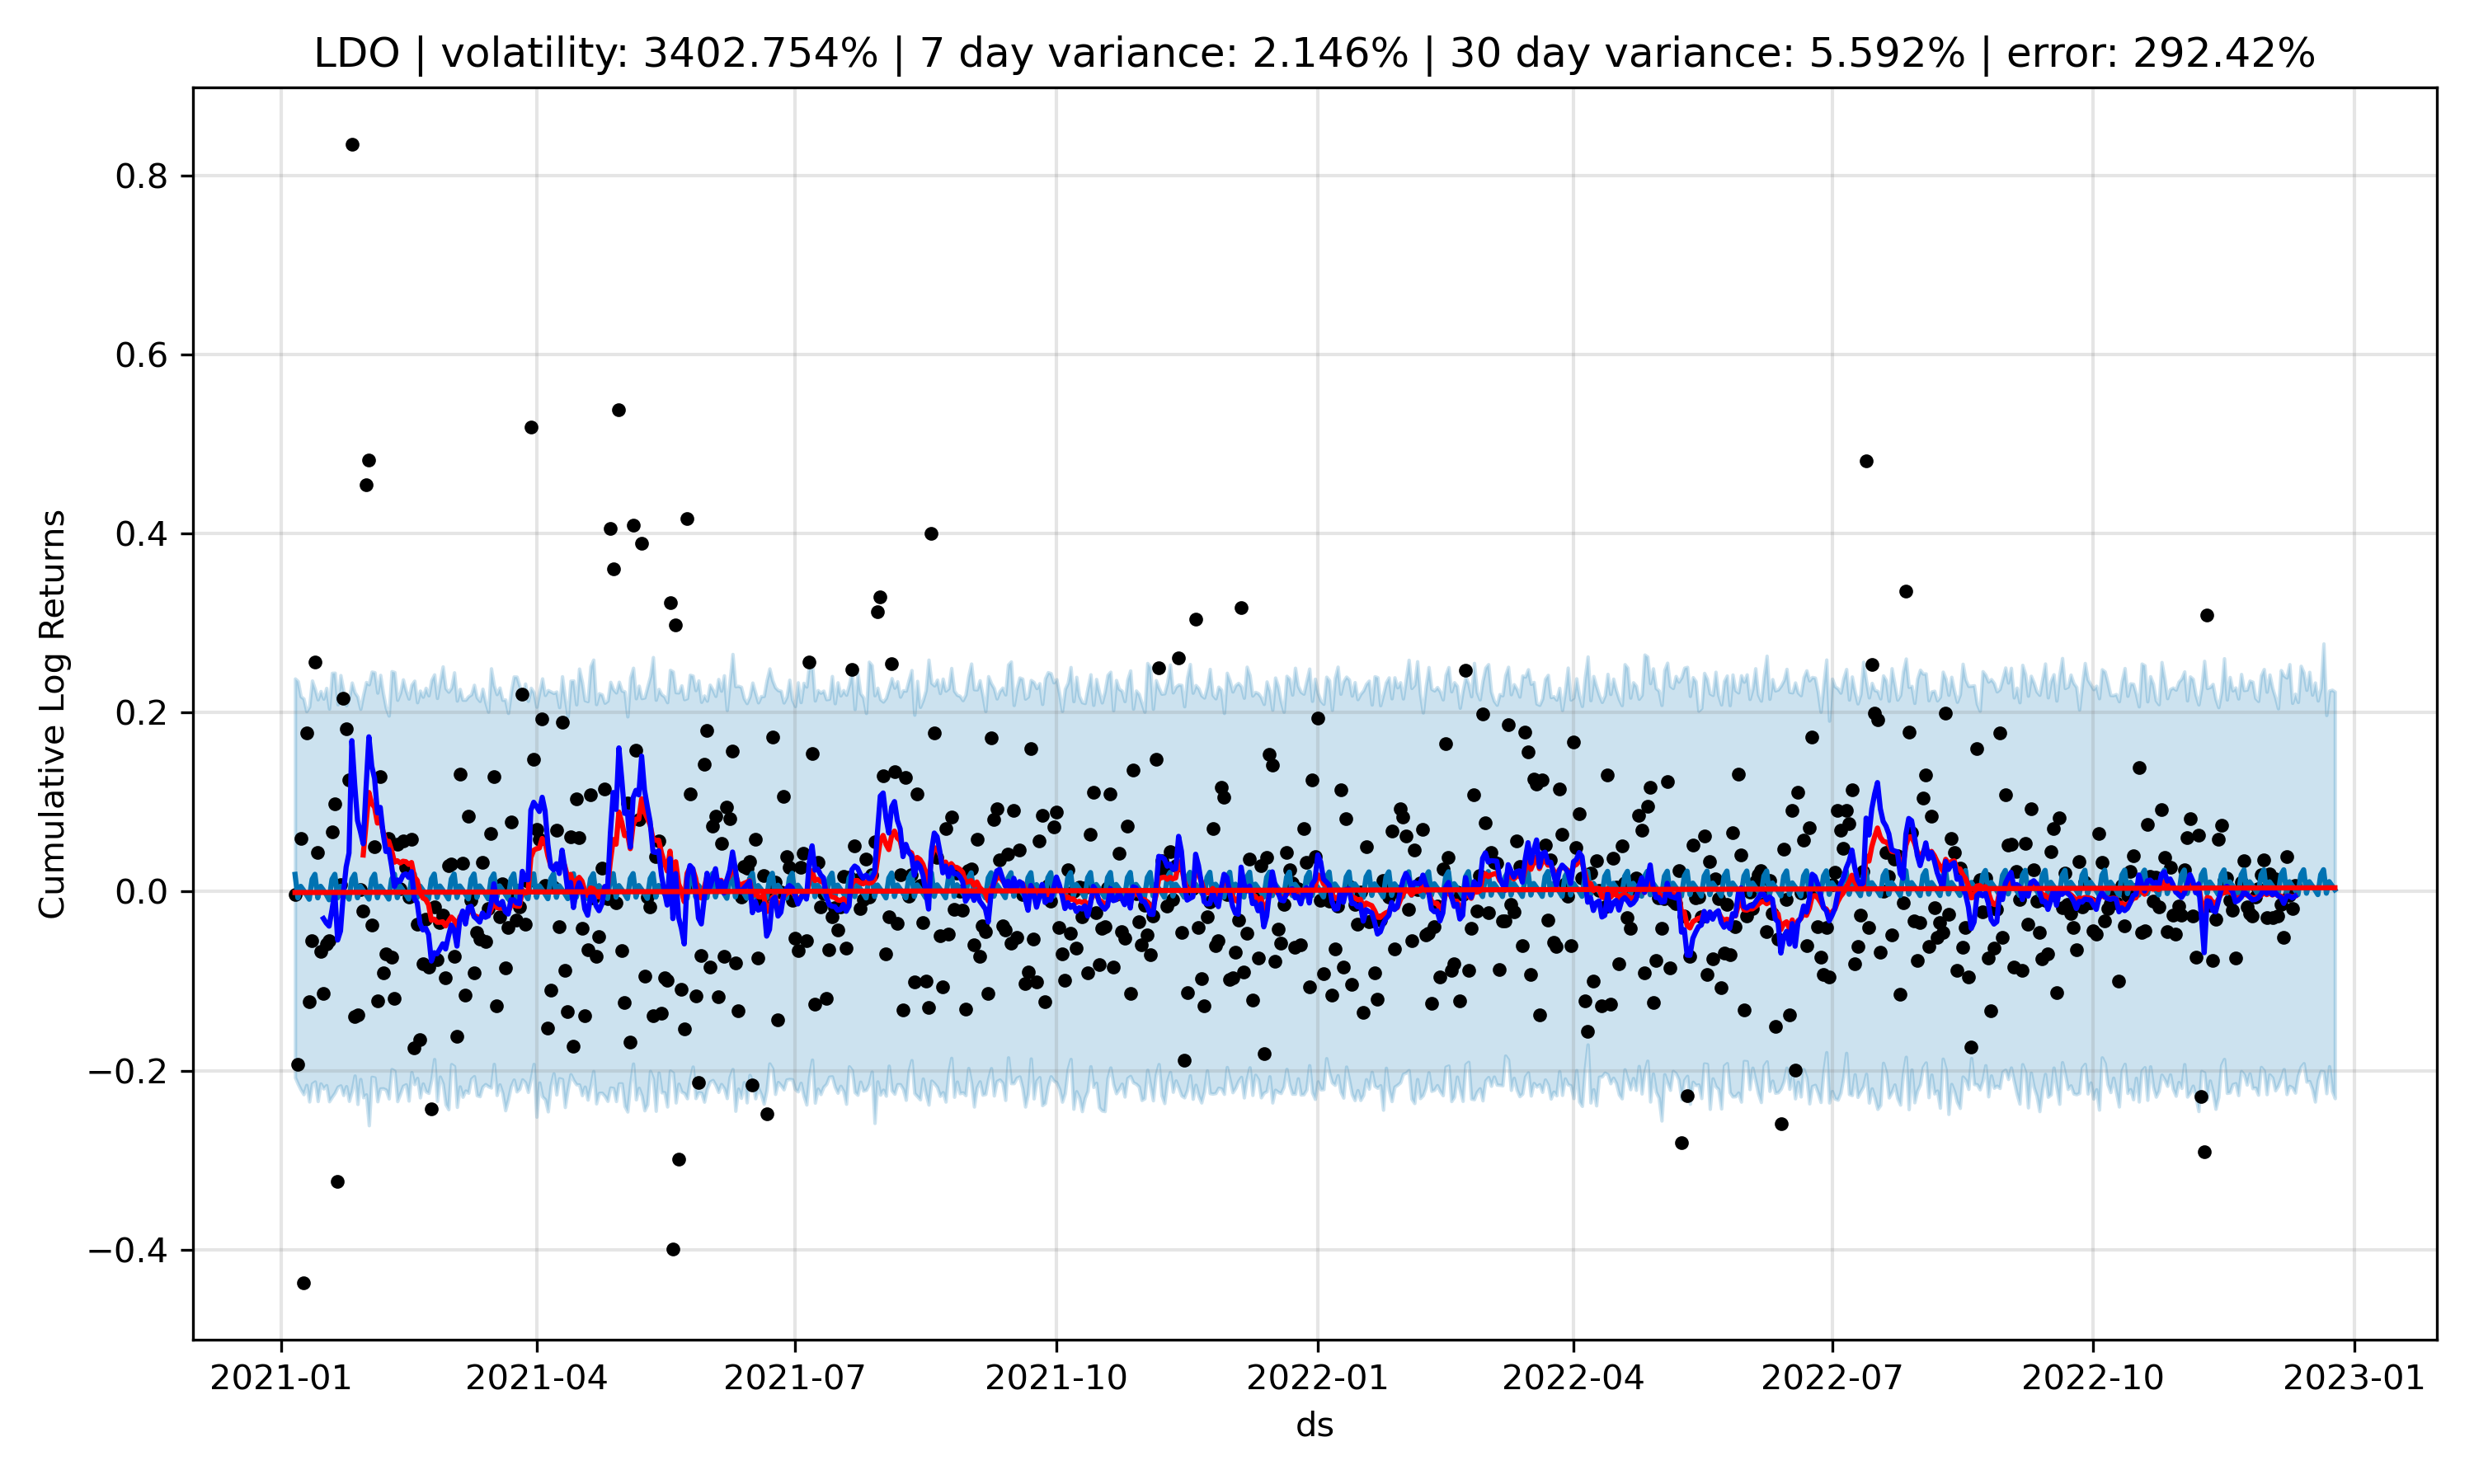 LDO | volatility: 3402.754% | 7 day variance: 2.146% | 30 day variance: 5.592% | error: 292.42%
Cumulative Log Returns
0.8
0.6
0.4
0.2
0.0
−0.2
−0.4
2021-01 2021-04 2021-07 2021-10 2022-01 2022-04 2022-07 2022-10 2023-01
ds